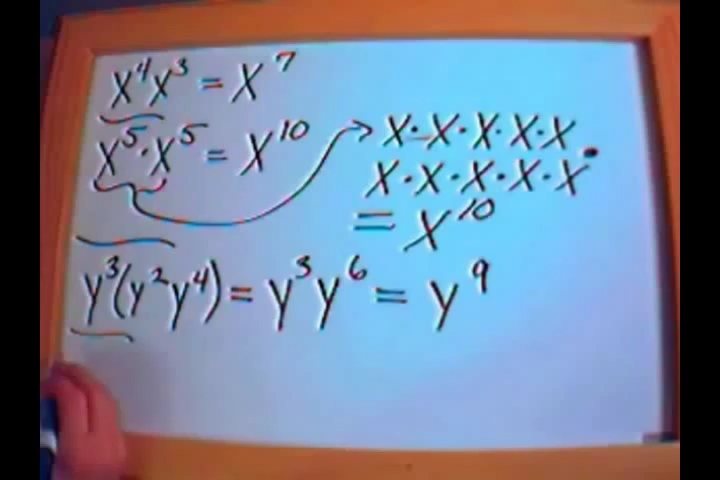 x⁴x³ = x⁷
x⁵·x⁵ = x¹⁰
x·x·x·x·x·
x·x·x·x·x
= x¹⁰
y³(y²y⁴) = y³y⁶ = y⁹